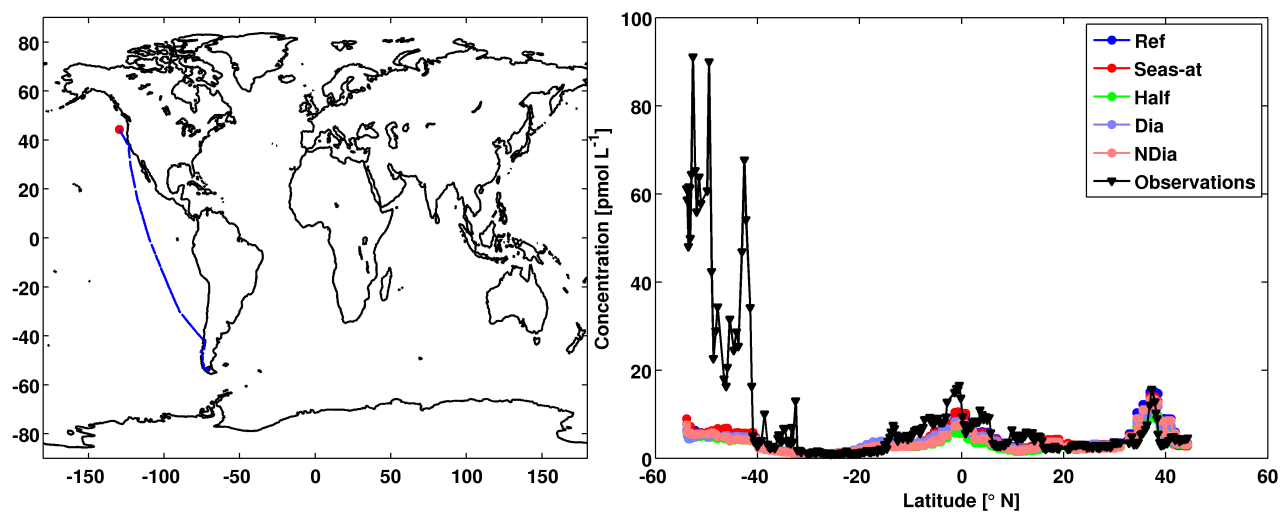 80
60
40
20
0
-20
-40
-60
-80
-150 -100 -50 0 50 100 150
Concentration [pmol L-1]
100
80
60
40
20
0
-60 -40 -20 0 20 40 60
Latitude [° N]
Ref
Seas-at
Half
Dia
NDia
Observations